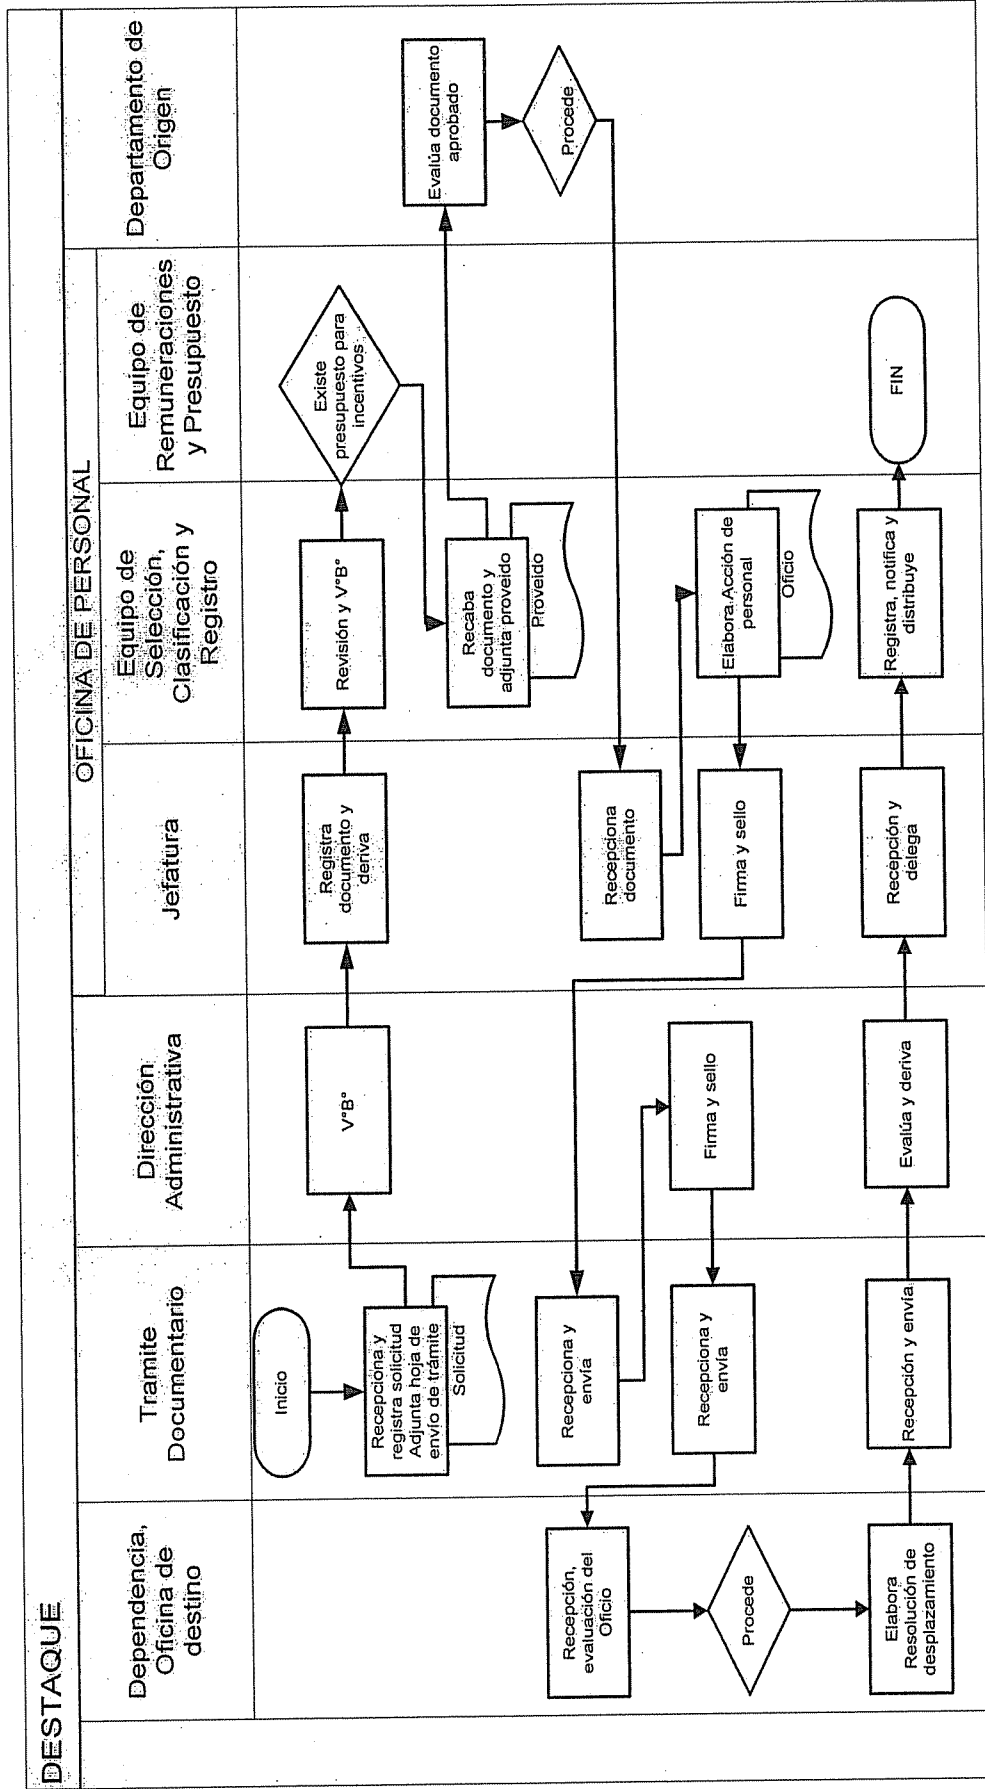 DESTAQUE
OFICINA DE PERSONAL
Dependencia,
Oficina de
destino
Tramite
Documentario
Dirección
Administrativa
Jefatura
Equipo de
Selección,
Clasificación y
Registro
Equipo de
Remuneraciones
y Presupuesto
Departamento de
Origen
Inicio
Recepciona y
registra solicitud
Adjunta hoja de
envío de trámite
Solicitud
V°B°
Registra
documento y
deriva
Revisión y V°B°
Existe
presupuesto para
incentivos
Recaba
documento y
adjunta proveido
Proveido
Evalúa documento
aprobado
Procede
Recepciona
documento
Elabora Acción de
personal
Oficio
Firma y sello
Recepciona y
envía
Firma y sello
Recepciona y
envía
Recepción,
evaluación del
Oficio
Procede
Elabora
Resolución de
desplazamiento
Recepción y envía
Evalúa y deriva
Recepción y
delega
Registra, notifica y
distribuye
FIN